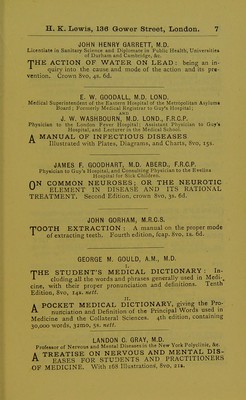 H. K. Lewis, 136 Gower Street, London. 7
JOHN HENRY GARRETT, M.D.
Licentiate in Sanitary Science and Diplomate in Public Health, Universities
of Durham and Cambridge, &c.
THE ACTION OF WATER ON LEAD: being an in-
quiry into the cause and mode of the action and its pre-
vention. Crown 8vo, 4s. 6d.
E. W. GOODALL, M.D. LOND.
Medical Superintendent of the Eastern Hospital of the Metropolitan Asylums
Board; Formerly Medical Registrar to Guy's Hospital;
and
J. W. WASHBOURN, M.D. LOND., F.R.C.P.
Physician to the London Fever Hospital; Assistant Physician to Guy's
Hospital, and Lecturer in the Medical School.
A MANUAL OF INFECTIOUS DISEASES
Illustrated with Plates, Diagrams, and Charts, 8vo, 15s.
JAMES F. GOODHART, M.D. ABERD., F.R.C.P.
Physician to Guy's Hospital, and Consulting Physician to the Evelina
Hospital for Sick Children.
ON COMMON NEUROSES; OR THE NEUROTIC
ELEMENT IN DISEASE AND ITS RATIONAL
TREATMENT. Second Edition, crown 8vo, 3s. 6d.
JOHN GORHAM, M.R.C.S.
TOOTH EXTRACTION: A manual on the proper mode
of extracting teeth. Fourth edition, fcap. 8vo, 1s. 6d.
GEORGE M. GOULD, A.M., M.D.
THE STUDENT'S MEDICAL DICTIONARY: In-
cluding all the words and phrases generally used in Medi-
cine, with their proper pronunciation and definitions. Tenth
Edition, 8vo, 14s. nett.
II.
A POCKET MEDICAL DICTIONARY, giving the Pro-
nunciation and Definition of the Principal Words used in
Medicine and the Collateral Sciences. 4th edition, containing
30,000 words, 32mo, 5s. nett.
LANDON C. GRAY, M.D.
Professor of Nervous and Mental Diseases in the New York Polyclinic, &c.
A TREATISE ON NERVOUS AND MENTAL DIS-
EASES FOR STUDENTS AND PRACTITIONERS
OF MEDICINE. With 168 Illustrations, 8vo, 21s.